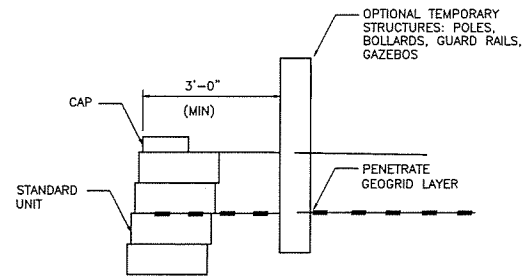 OPTIONAL TEMPORARY
STRUCTURES: POLES,
BOLLARDS, GUARD RAILS,
GAZEBOS
3'-0"
(MIN)
CAP
PENETRATE
GEOGRID LAYER
STANDARD
UNIT